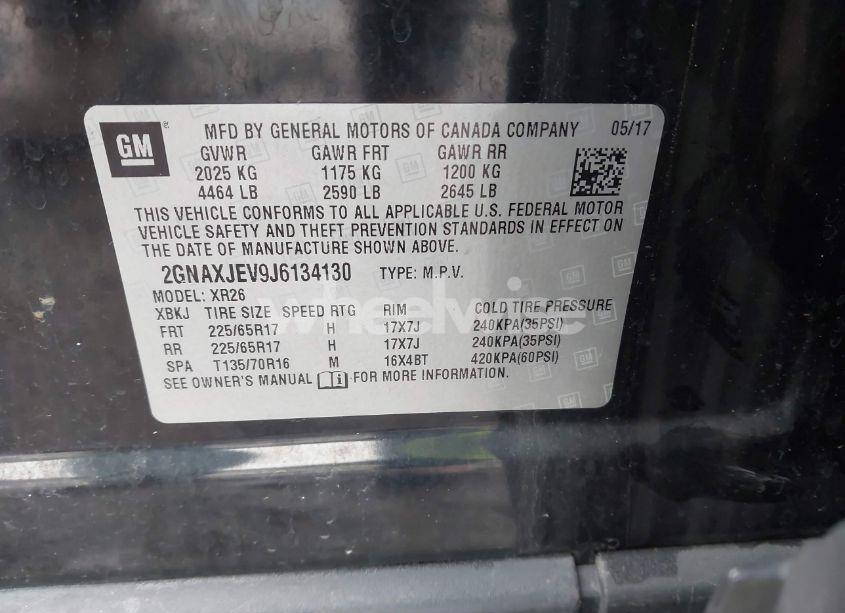 GM
MFD BY GENERAL MOTORS OF CANADA COMPANY 05/17
GVWR GAWR FRT GAWR RR
2025 KG 1175 KG 1200 KG
4464 LB 2590 LB 2645 LB
THIS VEHICLE CONFORMS TO ALL APPLICABLE U.S. FEDERAL MOTOR
VEHICLE SAFETY AND THEFT PREVENTION STANDARDS IN EFFECT ON
THE DATE OF MANUFACTURE SHOWN ABOVE.
2GNAXJEV9J6134130 TYPE: M.P.V.
MODEL: XR26
XBKJ TIRE SIZE SPEED RTG RIM COLD TIRE PRESSURE
FRT 225/65R17 H 17X7J 240KPA(35PSI)
RR 225/65R17 H 17X7J 240KPA(35PSI)
SPA T135/70R16 M 16X4BT 420KPA(60PSI)
SEE OWNER'S MANUAL FOR MORE INFORMATION.